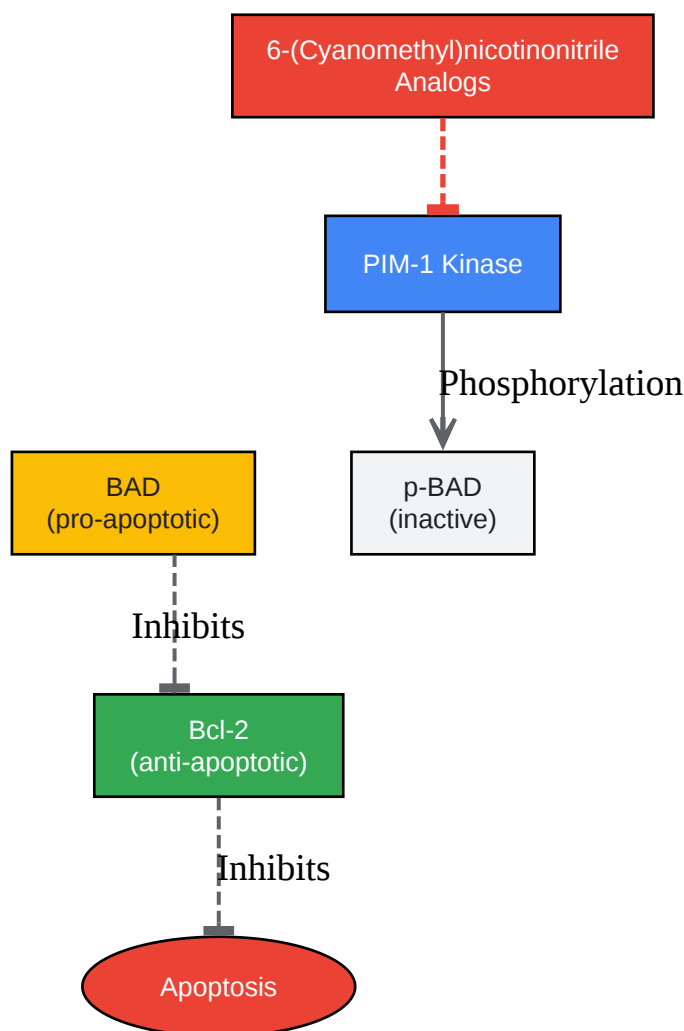 6-(Cyanomethyl)nicotinonitrile
Analogs
PIM-1 Kinase
Phosphorylation
BAD
(pro-apoptotic)
p-BAD
(inactive)
Inhibits
Bcl-2
(anti-apoptotic)
Inhibits
Apoptosis